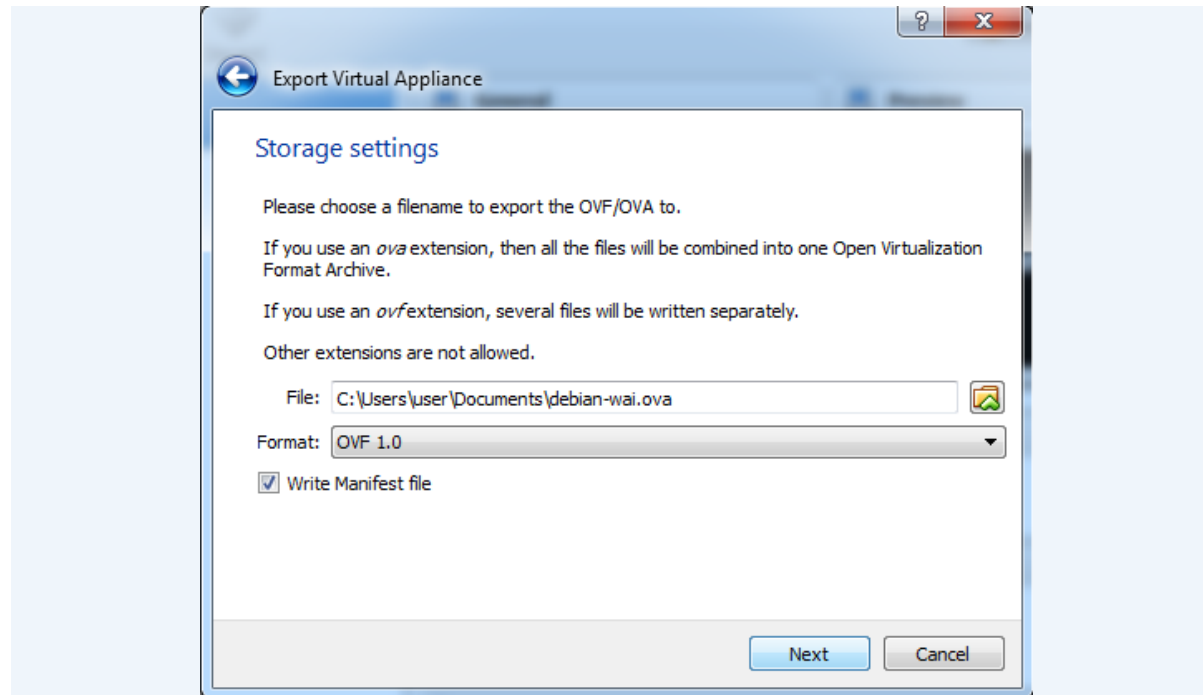 Export Virtual Appliance
Storage settings
Please choose a filename to export the OVF/OVA to.
If you use an ova extension, then all the files will be combined into one Open Virtualization
Format Archive.
If you use an ovf extension, several files will be written separately.
Other extensions are not allowed.
File: C:\Users\user\Documents\debian-wai.ova
Format: OVF 1.0
Write Manifest file
Next Cancel